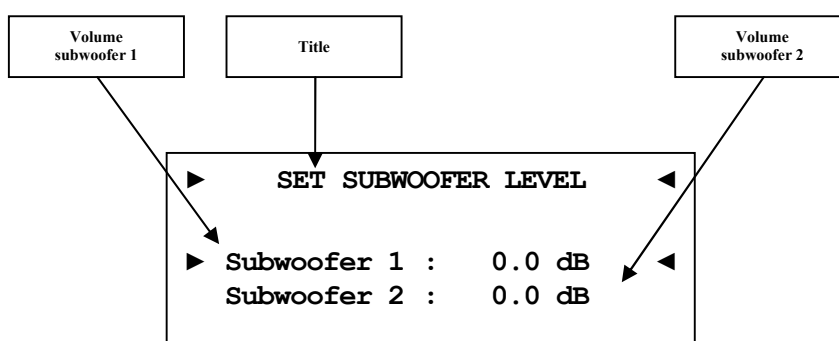 Volume
subwoofer 1
Title
Volume
subwoofer 2
► SET SUBWOOFER LEVEL ◄
► Subwoofer 1 : 0.0 dB ◄
Subwoofer 2 : 0.0 dB